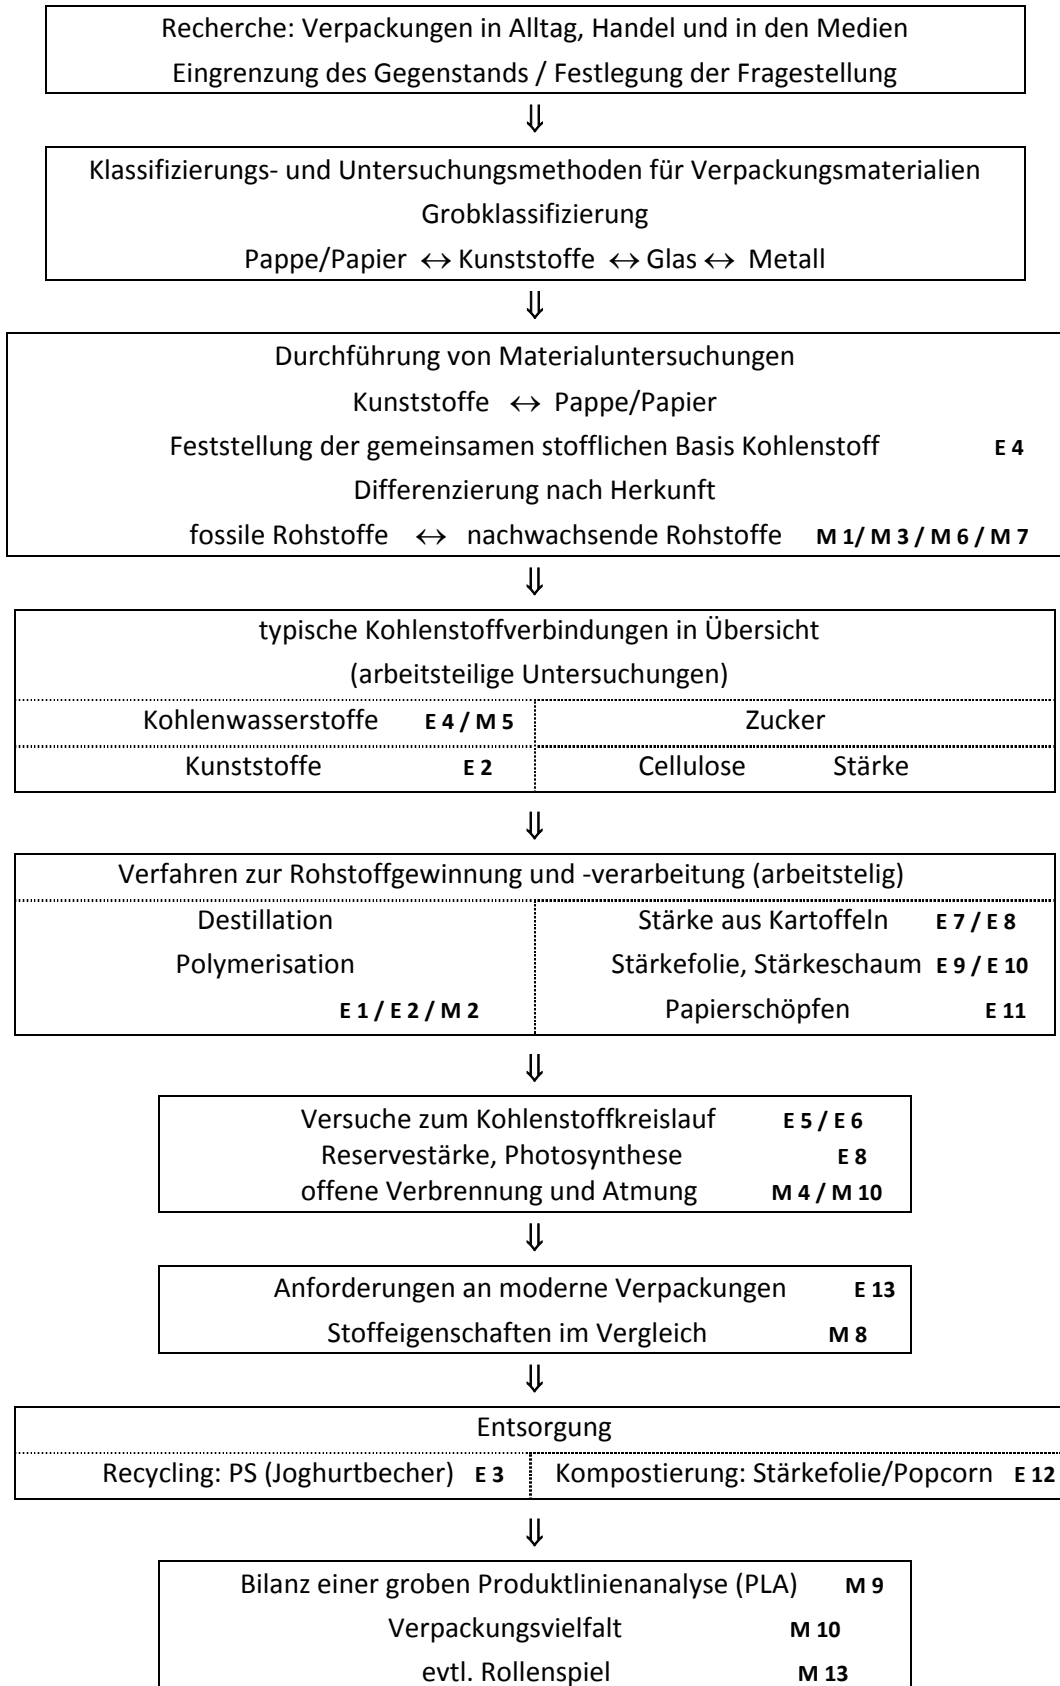 Recherche: Verpackungen in Alltag, Handel und in den Medien
Eingrenzung des Gegenstands / Festlegung der Fragestellung
⇓
Klassifizierungs- und Untersuchungsmethoden für Verpackungsmaterialien
Grobklassifizierung
Pappe/Papier ↔ Kunststoffe ↔ Glas ↔ Metall
⇓
Durchführung von Materialuntersuchungen
Kunststoffe ↔ Pappe/Papier
Feststellung der gemeinsamen stofflichen Basis Kohlenstoff E 4
Differenzierung nach Herkunft
fossile Rohstoffe ↔ nachwachsende Rohstoffe M 1/ M 3 / M 6 / M 7
⇓
typische Kohlenstoffverbindungen in Übersicht
(arbeitsteilige Untersuchungen)
Kohlenwasserstoffe E 4 / M 5 Zucker
Kunststoffe E 2 Cellulose Stärke
⇓
Verfahren zur Rohstoffgewinnung und -verarbeitung (arbeitstelig)
Destillation Stärke aus Kartoffeln E 7 / E 8
Polymerisation Stärkefolie, Stärkeschaum E 9 / E 10
E 1 / E 2 / M 2 Papierschöpfen E 11
⇓
Versuche zum Kohlenstoffkreislauf E 5 / E 6
Reservestärke, Photosynthese E 8
offene Verbrennung und Atmung M 4 / M 10
⇓
Anforderungen an moderne Verpackungen E 13
Stoffeigenschaften im Vergleich M 8
⇓
Entsorgung
Recycling: PS (Joghurtbecher) E 3 Kompostierung: Stärkefolie/Popcorn E 12
⇓
Bilanz einer groben Produktlinienanalyse (PLA) M 9
Verpackungsvielfalt M 10
evtl. Rollenspiel M 13